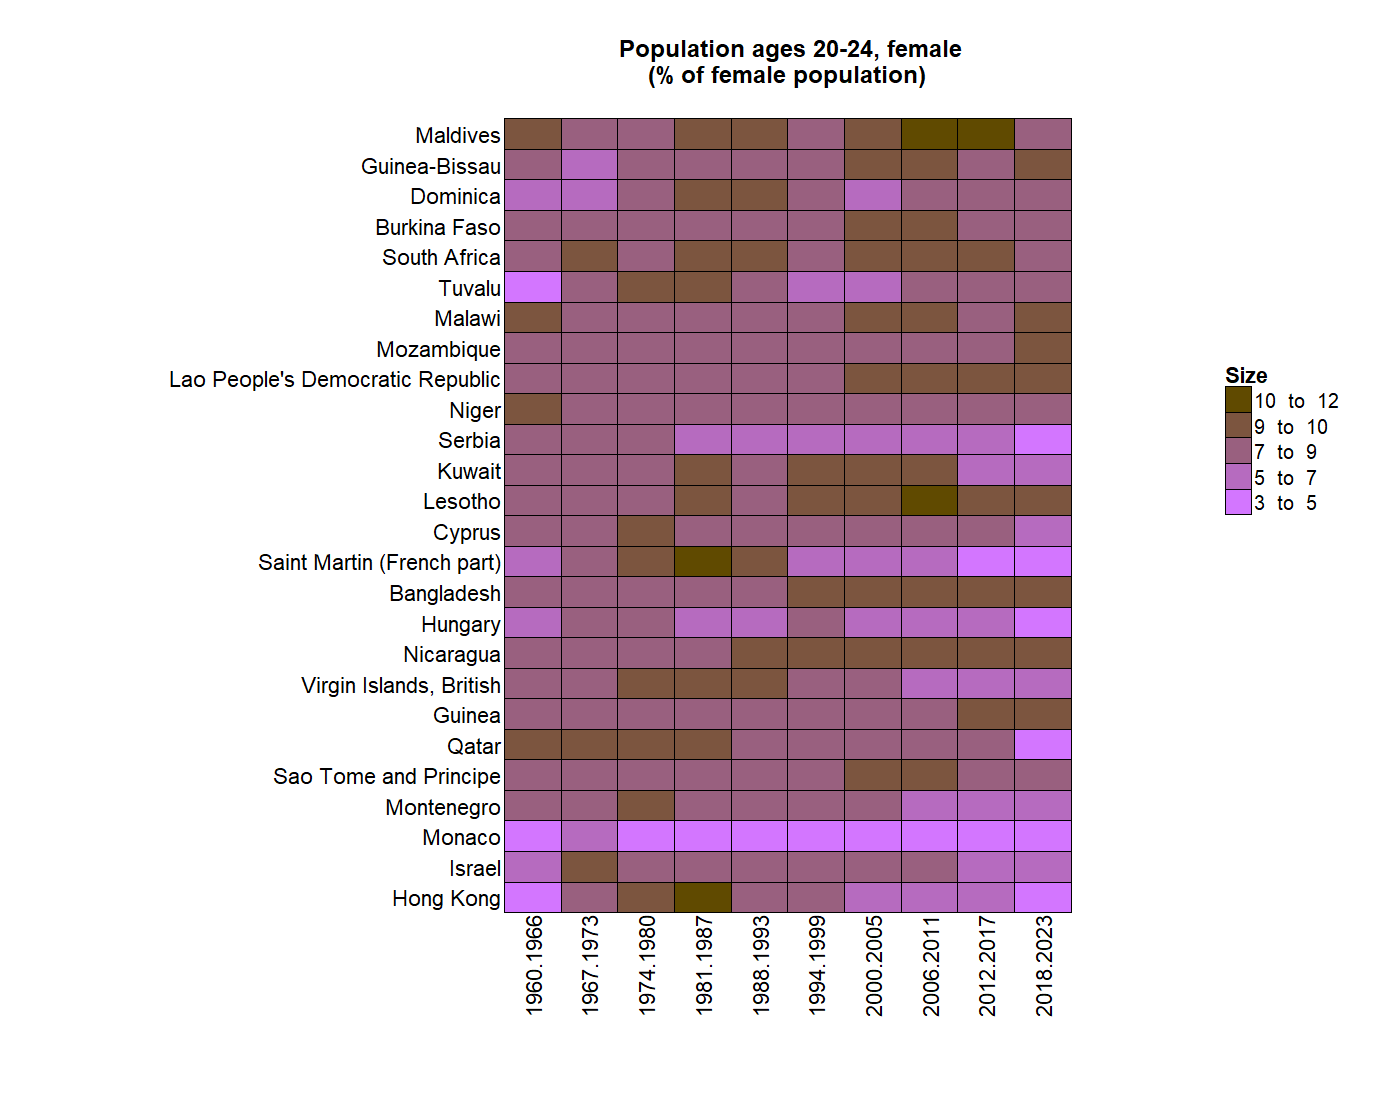 Population ages 20-24, female
(% of female population)
Maldives
Guinea-Bissau
Dominica
Burkina Faso
South Africa
Tuvalu
Malawi
Mozambique
Lao People's Democratic Republic
Niger
Serbia
Kuwait
Lesotho
Cyprus
Saint Martin (French part)
Bangladesh
Hungary
Nicaragua
Virgin Islands, British
Guinea
Qatar
Sao Tome and Principe
Montenegro
Monaco
Israel
Hong Kong
1960.1966
1967.1973
1974.1980
1981.1987
1988.1993
1994.1999
2000.2005
2006.2011
2012.2017
2018.2023
Size
10 to 12
9 to 10
7 to 9
5 to 7
3 to 5